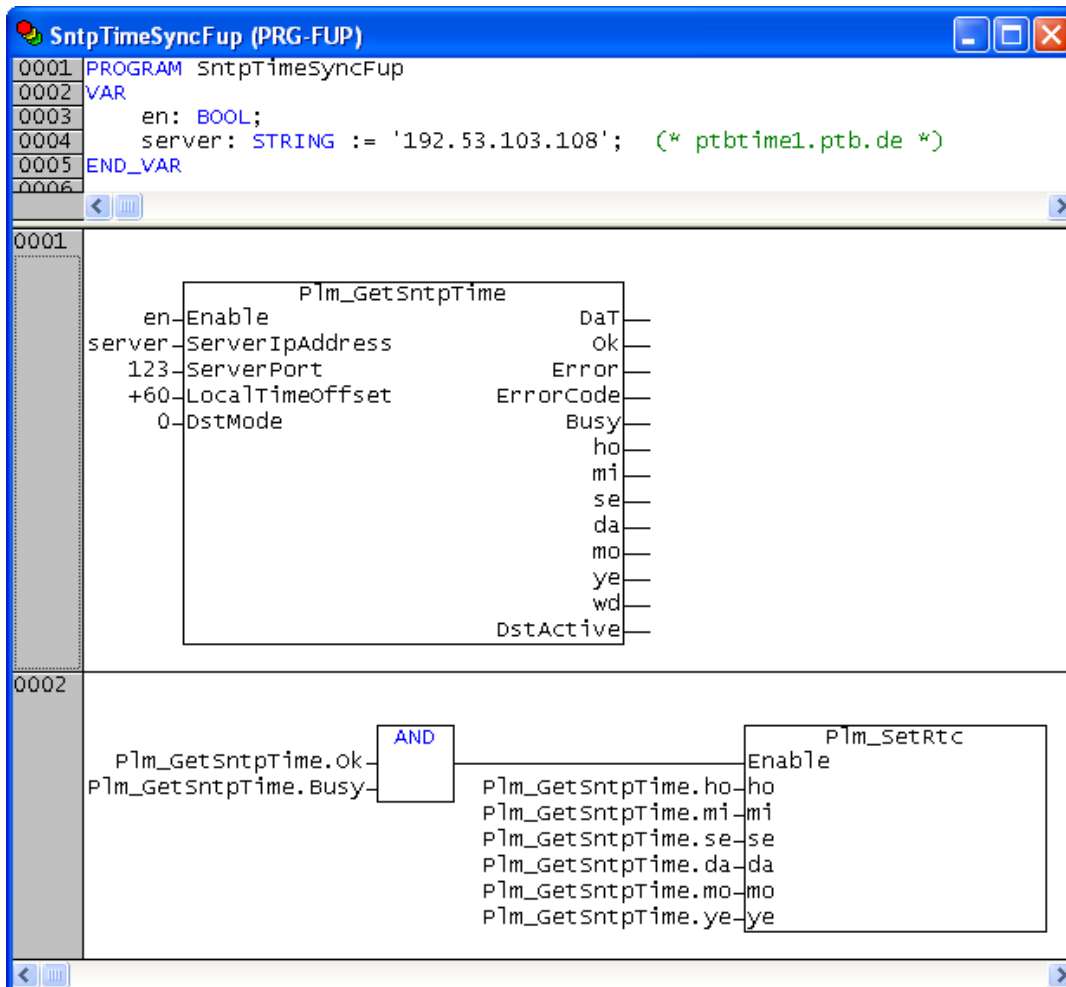 SntpTimeSyncFup (PRG-FUP)
0001 PROGRAM SntpTimeSyncFup
0002 VAR
0003 en: BOOL;
0004 server: STRING := '192.53.103.108'; (* ptbtime1.ptb.de *)
0005 END_VAR
0006
0001
Plm_GetSntpTime
en Enable DaT
server ServerIpAddress Ok
123 ServerPort Error
+60 LocalTimeOffset ErrorCode
0 DstMode Busy
ho
mi
se
da
mo
ye
wd
DstActive
0002
AND Plm_SetRtc
Plm_GetSntpTime.Ok Enable
Plm_GetSntpTime.Busy Plm_GetSntpTime.ho ho
Plm_GetSntpTime.mi mi
Plm_GetSntpTime.se se
Plm_GetSntpTime.da da
Plm_GetSntpTime.mo mo
Plm_GetSntpTime.ye ye